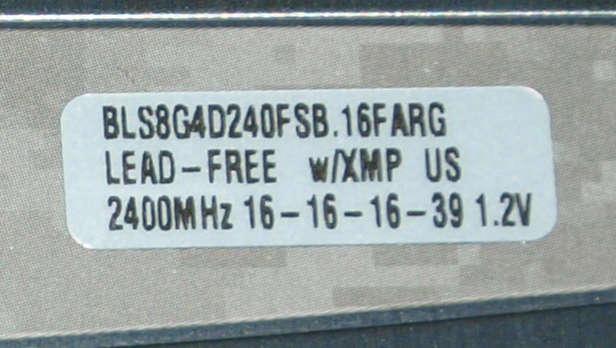 BLS8G4D240FSB.16FARG
LEAD-FREE w/XMP US
2400MHz 16-16-16-39 1.2V